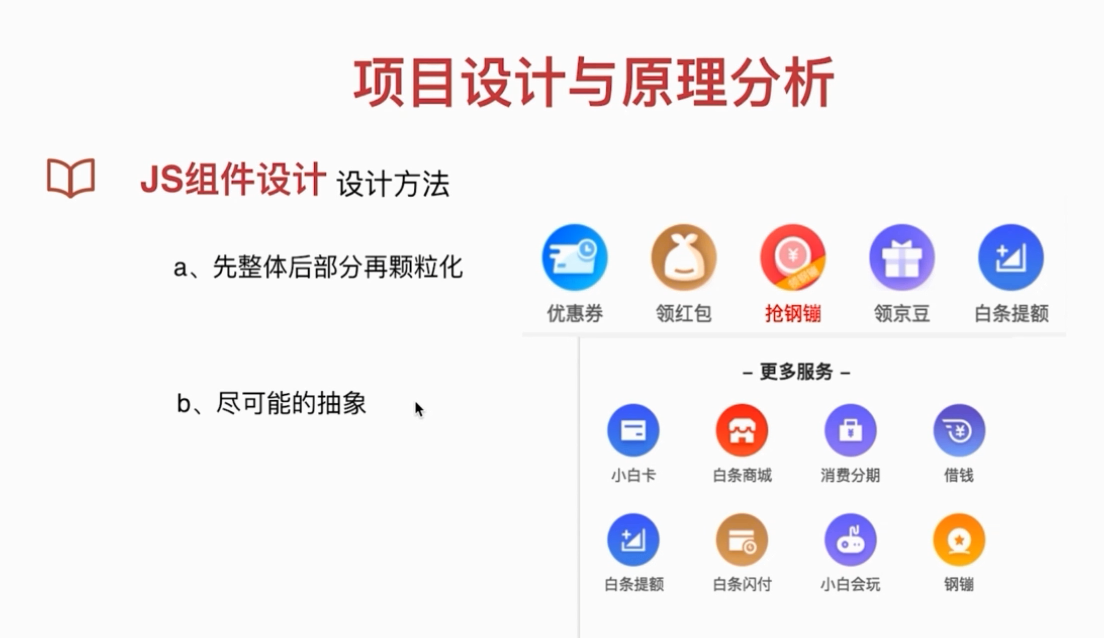 项目设计与原理分析
JS组件设计 设计方法
a、先整体后部分再颗粒化
b、尽可能的抽象
优惠券 领红包 抢钢镚 领京豆 白条提额
– 更多服务 –
小白卡 白条商城 消费分期 借钱
白条提额 白条闪付 小白会玩 钢镚